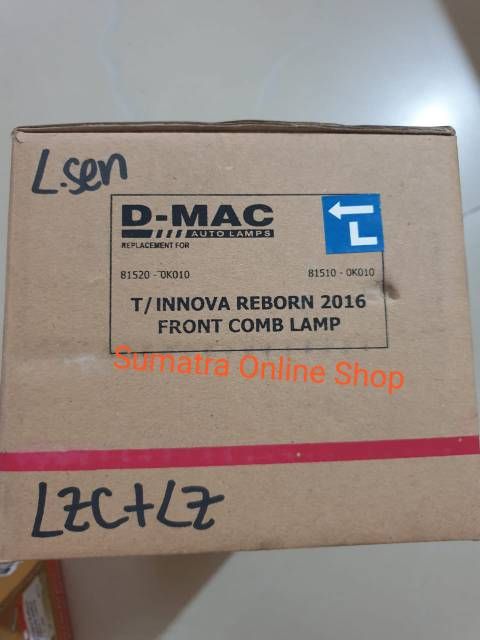 L.sen
D-MAC
AUTO LAMPS
REPLACEMENT FOR
L
81520 - 0K010 81510 - 0K010
T/ INNOVA REBORN 2016
FRONT COMB LAMP
Sumatra Online Shop
LZC+LZ